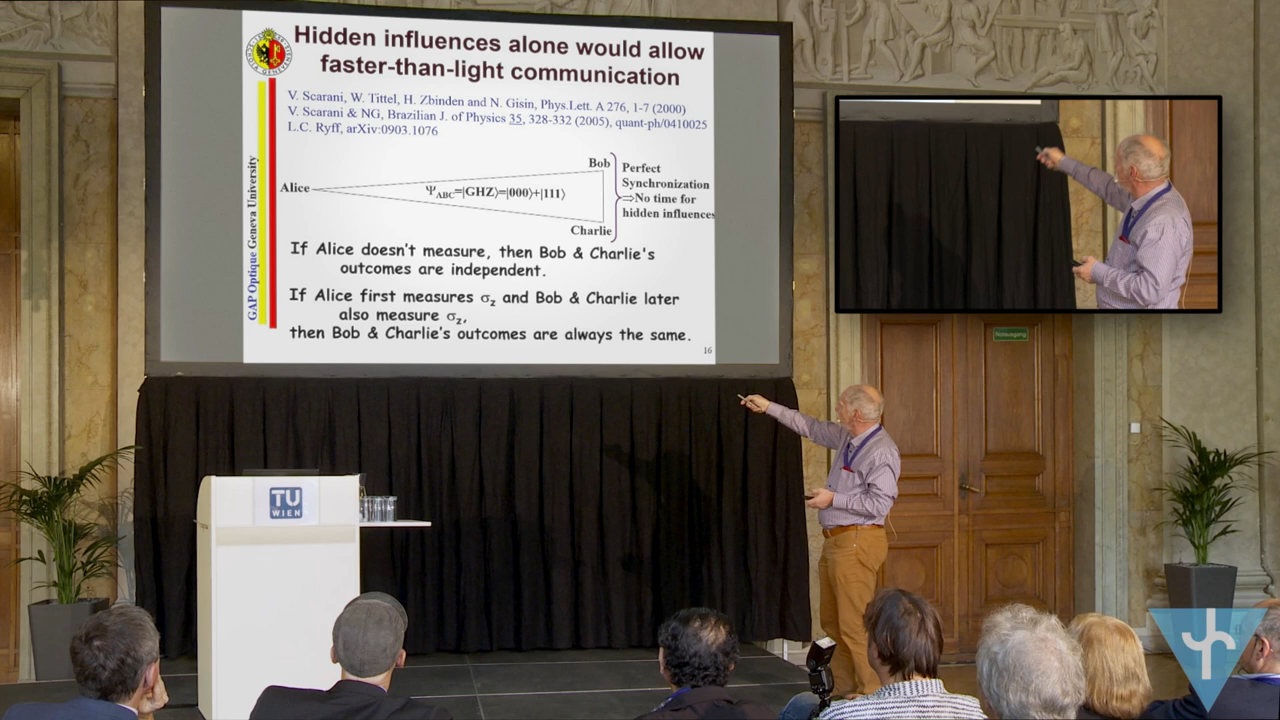 Hidden influences alone would allow
faster-than-light communication
V. Scarani, W. Tittel, H. Zbinden and N. Gisin, Phys.Lett. A 276, 1-7 (2000)
V. Scarani & NG, Brazilian J. of Physics 35, 328-332 (2005), quant-ph/0410025
L.C. Ryff, arXiv:0903.1076
Alice
Ψ_ABC=|GHZ⟩=|000⟩+|111⟩
Bob
Charlie
Perfect
Synchronization
⇒No time for
hidden influences
If Alice doesn't measure, then Bob & Charlie's
outcomes are independent.
If Alice first measures σ_z and Bob & Charlie later
also measure σ_z,
then Bob & Charlie's outcomes are always the same.
16
GAP Optique Geneva University
TU
WIEN
Notausgang